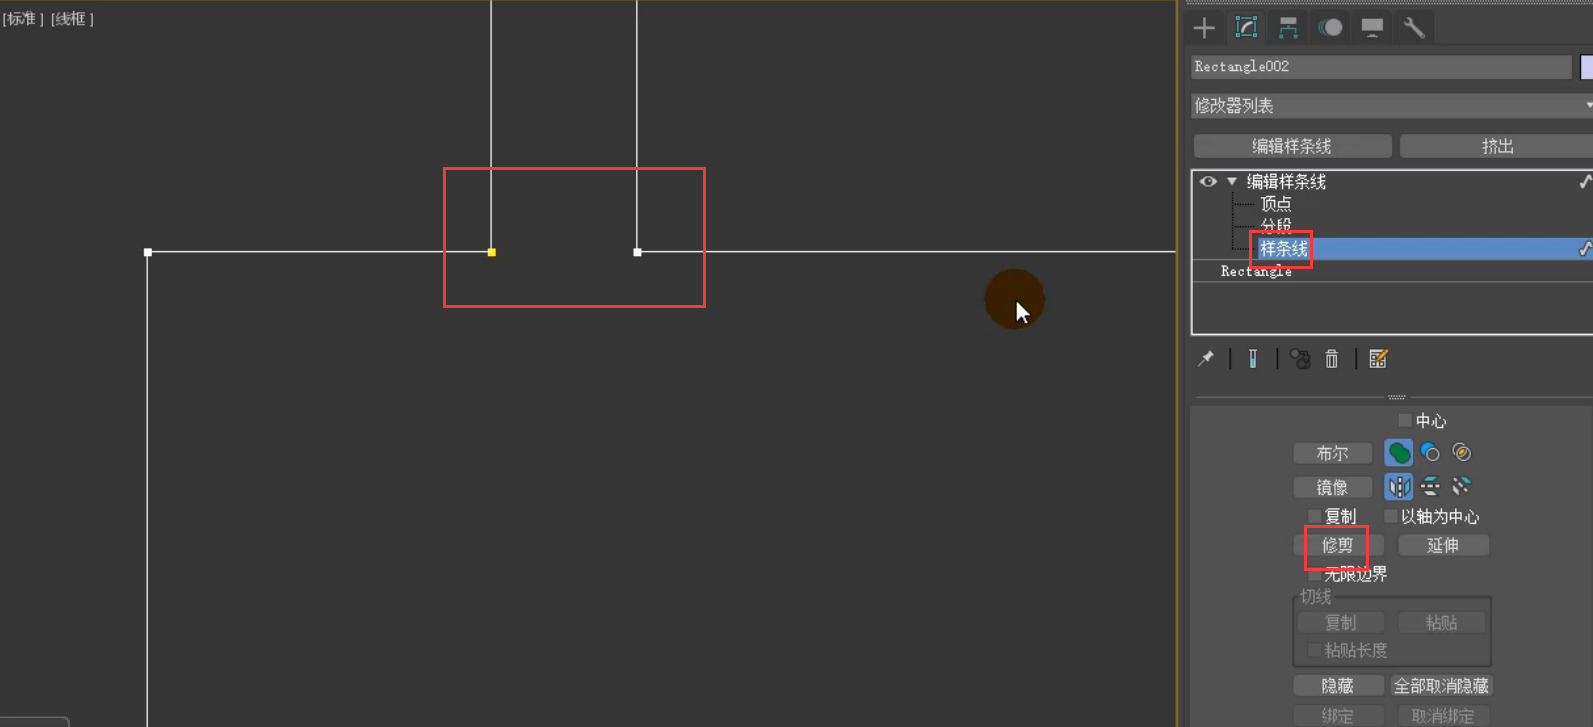 [标准] [线框]
Rectangle002
修改器列表
编辑样条线 挤出
编辑样条线
顶点
分段
样条线
Rectangle
中心
布尔
镜像
复制 以轴为中心
修剪 延伸
无限边界
切线
复制 粘贴
粘贴长度
隐藏 全部取消隐藏
绑定 取消绑定